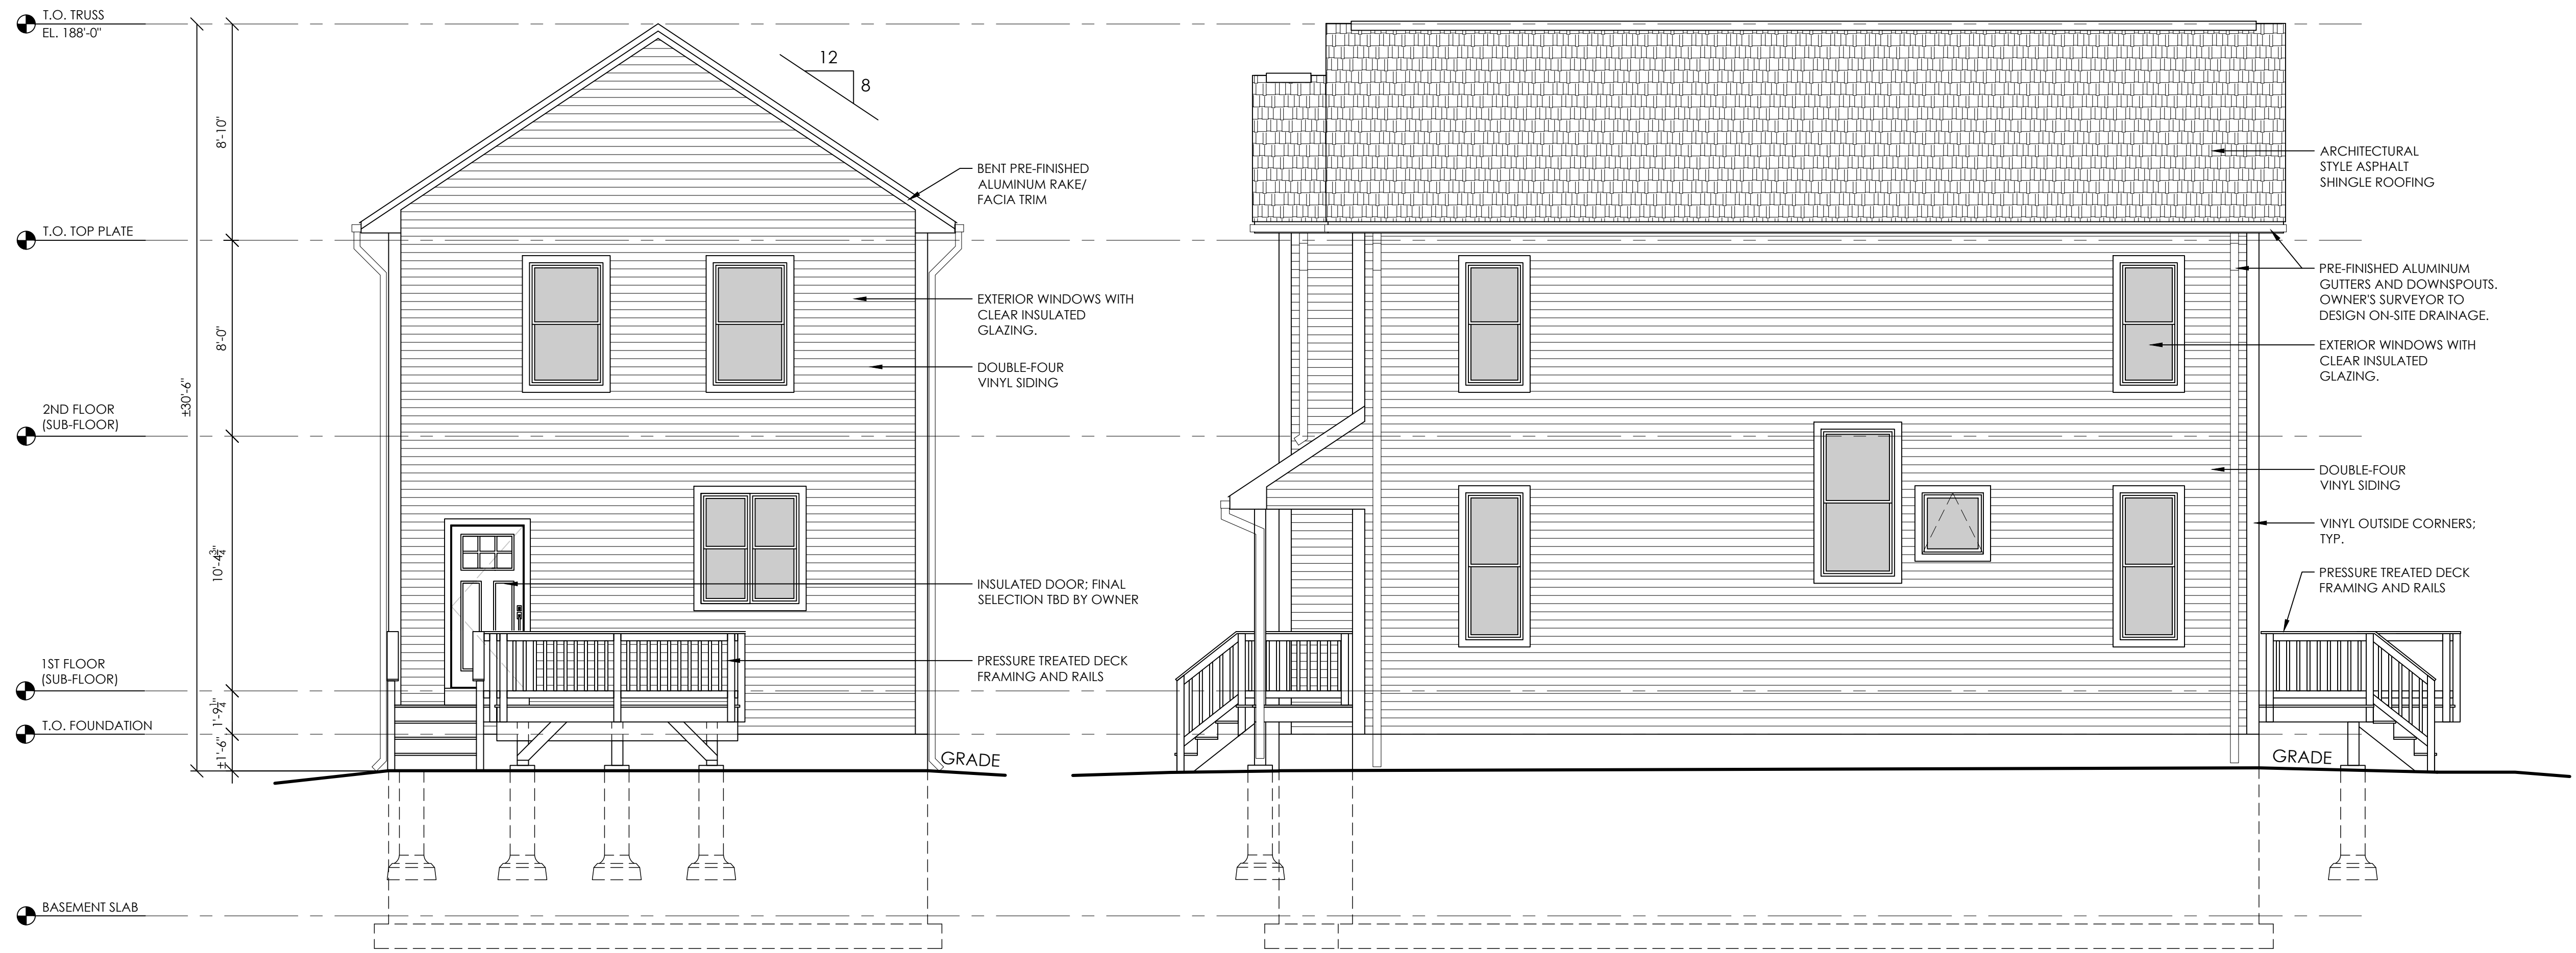 T.O. TRUSS
EL. 188'-0"
T.O. TOP PLATE
2ND FLOOR
(SUB-FLOOR)
1ST FLOOR
(SUB-FLOOR)
T.O. FOUNDATION
BASEMENT SLAB
±30'-6"
8'-10"
8'-0"
10'-4¾"
1'-9¼"
±1'-6"
12
8
BENT PRE-FINISHED
ALUMINUM RAKE/
FACIA TRIM
EXTERIOR WINDOWS WITH
CLEAR INSULATED
GLAZING.
DOUBLE-FOUR
VINYL SIDING
INSULATED DOOR; FINAL
SELECTION TBD BY OWNER
PRESSURE TREATED DECK
FRAMING AND RAILS
GRADE
ARCHITECTURAL
STYLE ASPHALT
SHINGLE ROOFING
PRE-FINISHED ALUMINUM
GUTTERS AND DOWNSPOUTS.
OWNER'S SURVEYOR TO
DESIGN ON-SITE DRAINAGE.
EXTERIOR WINDOWS WITH
CLEAR INSULATED
GLAZING.
DOUBLE-FOUR
VINYL SIDING
VINYL OUTSIDE CORNERS;
TYP.
PRESSURE TREATED DECK
FRAMING AND RAILS
GRADE